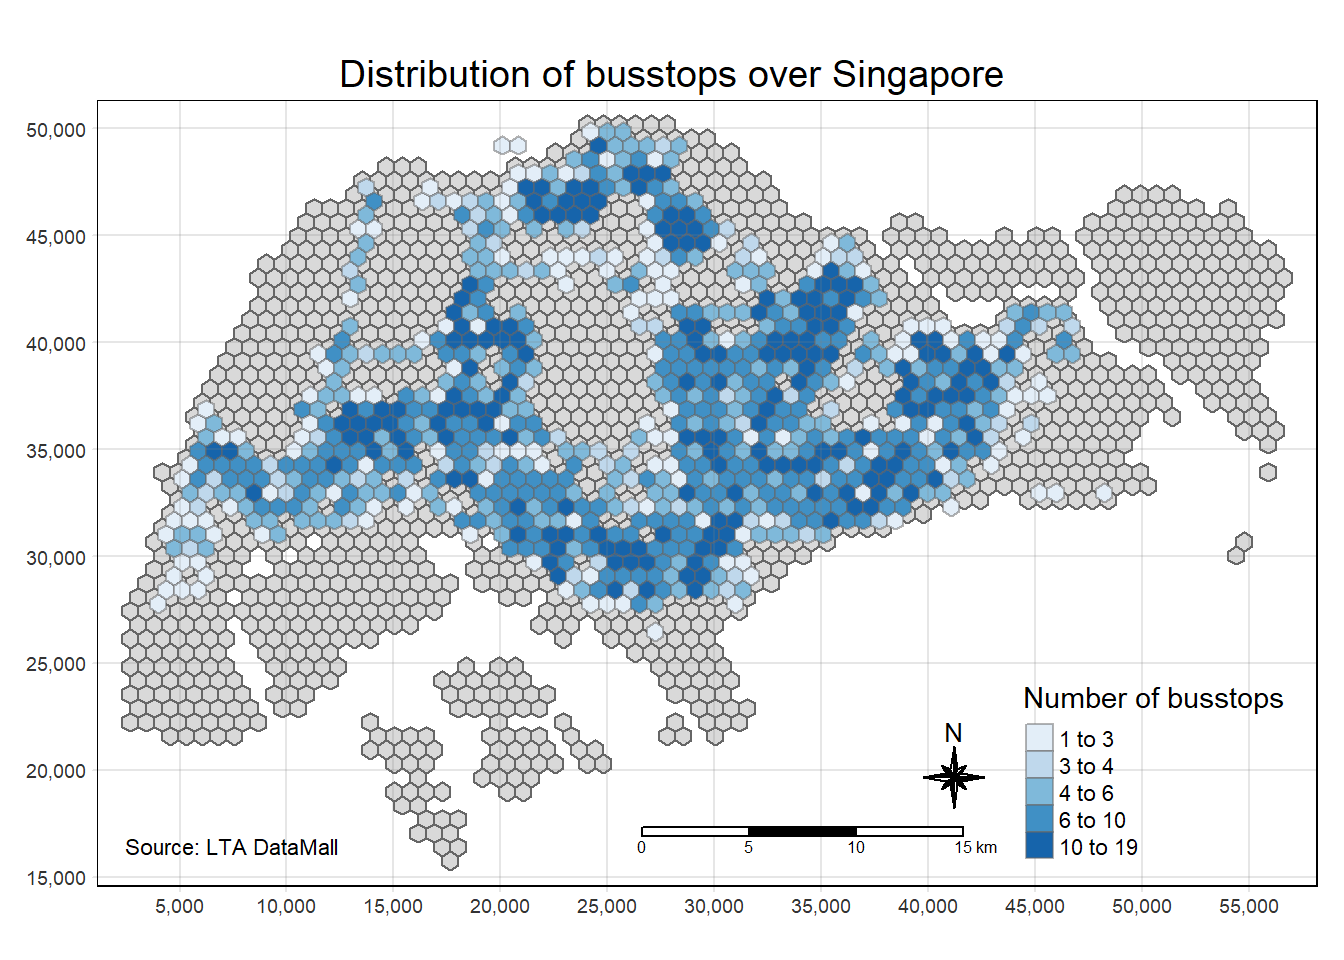 Distribution of busstops over Singapore
50,000
45,000
40,000
35,000
30,000
25,000
20,000
15,000
Number of busstops
1 to 3
3 to 4
4 to 6
6 to 10
10 to 19
N
0 5 10 15 km
Source: LTA DataMall
5,000 10,000 15,000 20,000 25,000 30,000 35,000 40,000 45,000 50,000 55,000